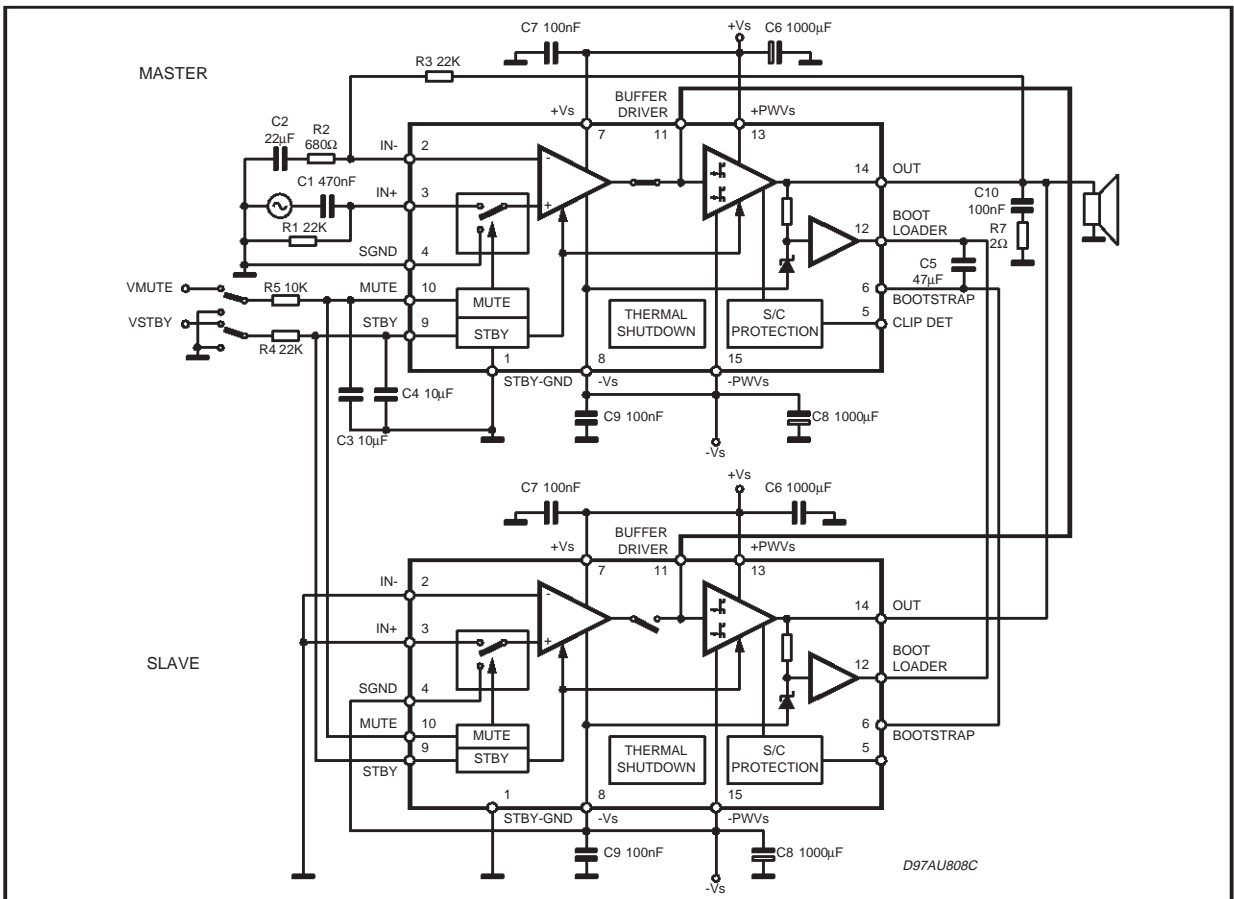 C7 100nF
+Vs
C6 1000µF
MASTER
R3 22K
C2
22µF
R2
680Ω
+Vs
BUFFER
DRIVER
+PWVs
7
11
13
IN-
2
C1 470nF
IN+
3
-
+
14
OUT
C10
100nF
R1 22K
SGND
4
12
BOOT
LOADER
R7
2Ω
C5
47µF
VMUTE
R5 10K
MUTE
10
MUTE
6
BOOTSTRAP
VSTBY
STBY
9
STBY
THERMAL
SHUTDOWN
S/C
PROTECTION
5
CLIP DET
R4 22K
1
8
15
STBY-GND
-Vs
-PWVs
C4 10µF
C3 10µF
C9 100nF
C8 1000µF
-Vs
+Vs
C7 100nF
C6 1000µF
+Vs
BUFFER
DRIVER
+PWVs
7
11
13
IN-
2
IN+
3
-
+
14
OUT
SLAVE
SGND
4
12
BOOT
LOADER
MUTE
10
MUTE
6
BOOTSTRAP
9
STBY
STBY
THERMAL
SHUTDOWN
S/C
PROTECTION
5
1
8
15
STBY-GND
-Vs
-PWVs
C9 100nF
C8 1000µF
-Vs
D97AU808C